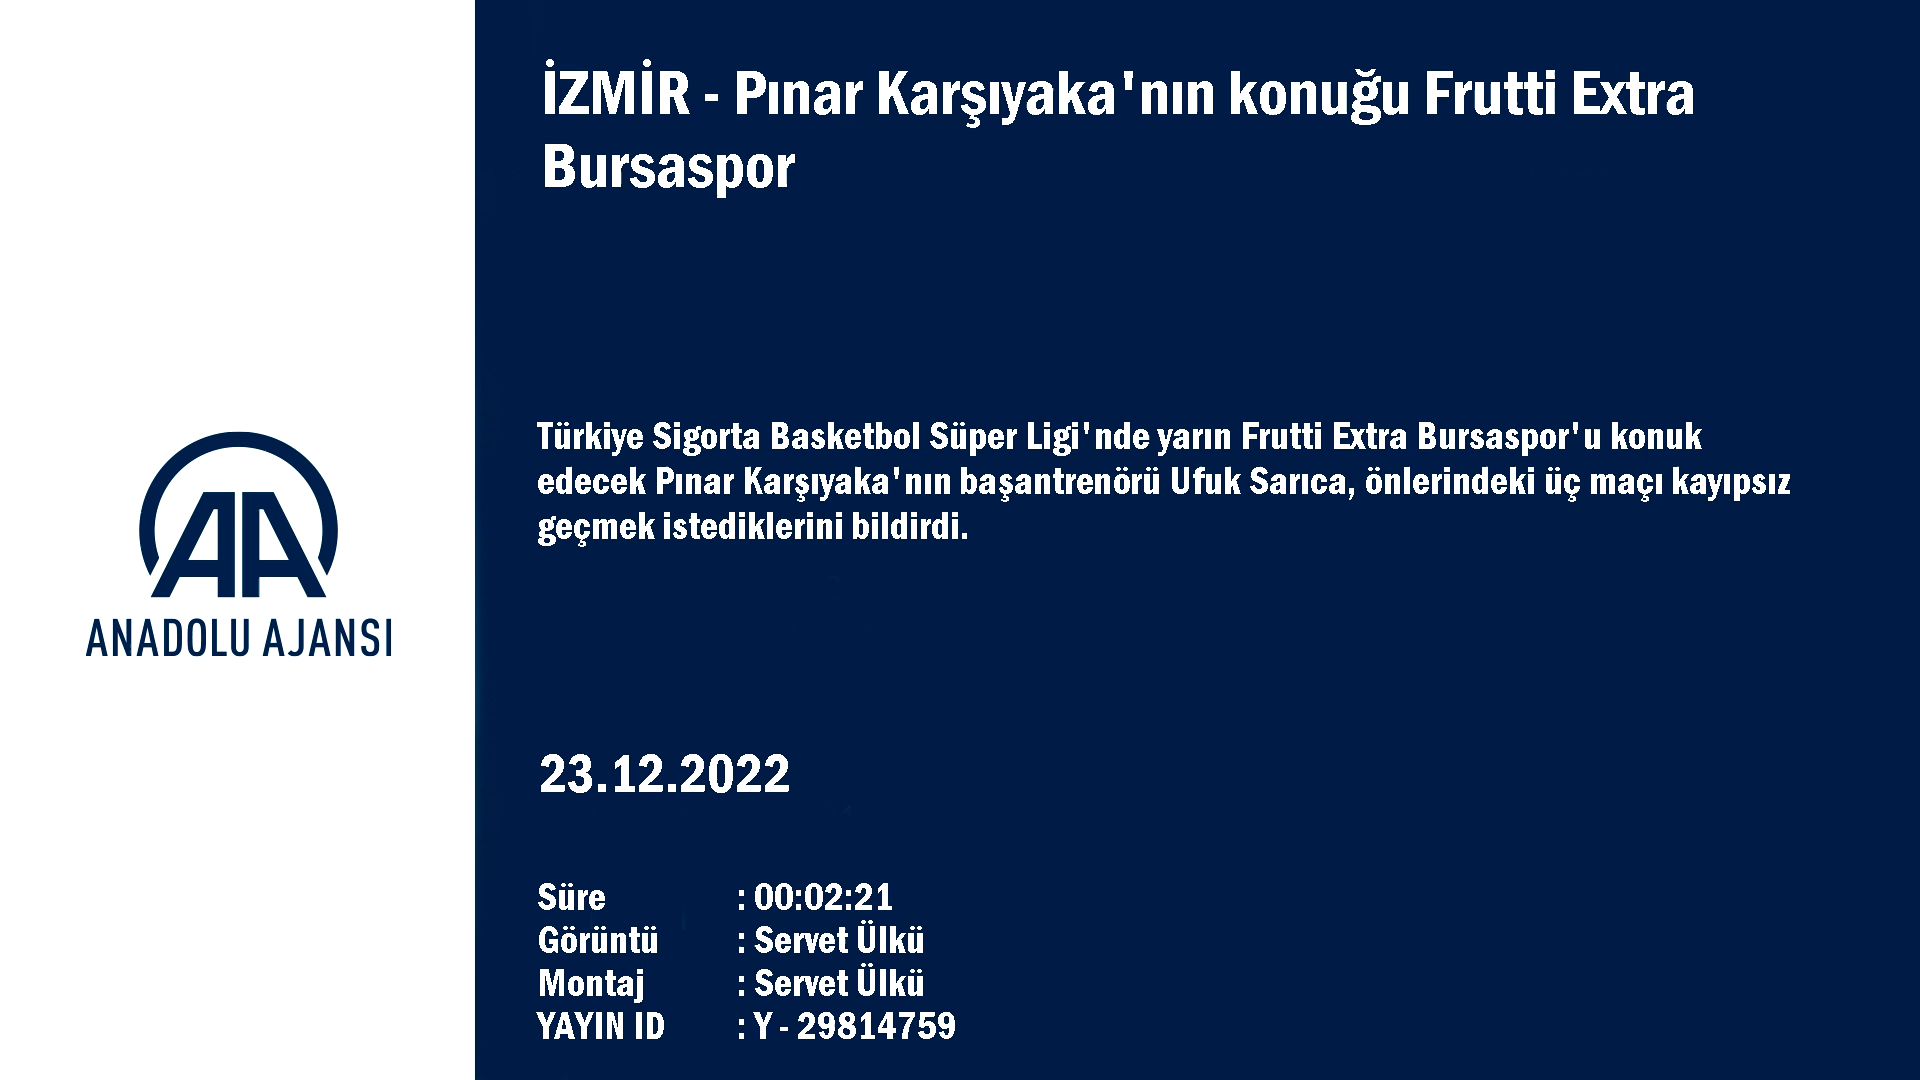 İZMİR - Pınar Karşıyaka'nın konuğu Frutti Extra
Bursaspor
Türkiye Sigorta Basketbol Süper Ligi'nde yarın Frutti Extra Bursaspor'u konuk
edecek Pınar Karşıyaka'nın başantrenörü Ufuk Sarıca, önlerindeki üç maçı kayıpsız
geçmek istediklerini bildirdi.
AA
ANADOLU AJANSI
23.12.2022
Süre : 00:02:21
Görüntü : Servet Ülkü
Montaj : Servet Ülkü
YAYIN ID : Y - 29814759